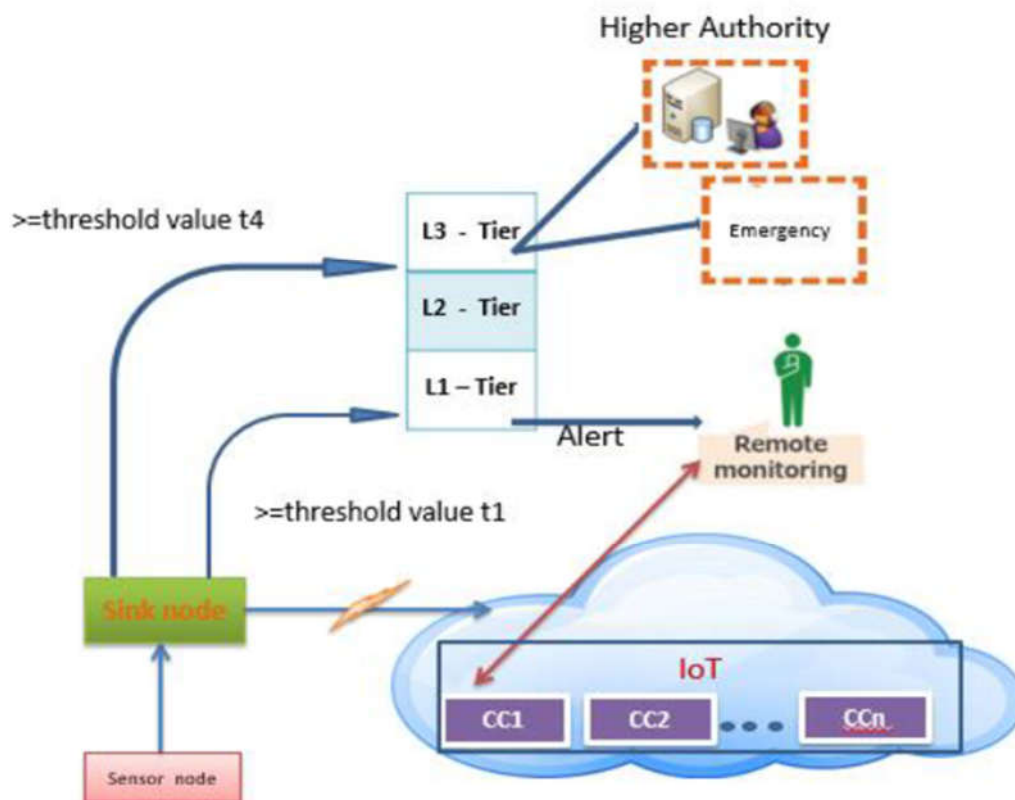 Higher Authority
>=threshold value t4
L3 - Tier
Emergency
L2 - Tier
L1 – Tier
Alert
Remote
monitoring
>=threshold value t1
Sink node
IoT
CC1
CC2
CCn
Sensor node